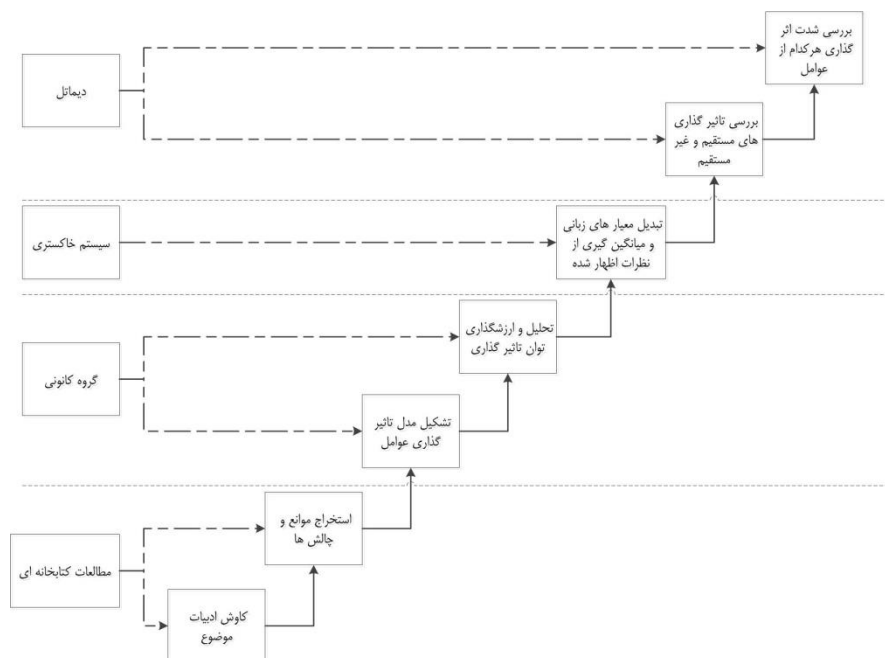 بررسی شدت اثر
گذاری هرکدام از
عوامل
دیماتل
بررسی تاثیر گذاری
های مستقیم و غیر
مستقیم
تبدیل معیار های زبانی
و میانگین گیری از
نظرات اظهار شده
سیستم خاکستری
تحلیل و ارزشگذاری
توان تاثیر گذاری
گروه کانونی
تشکیل مدل تاثیر
گذاری عوامل
استخراج موانع و
چالش ها
مطالعات کتابخانه ای
کاوش ادبیات
موضوع